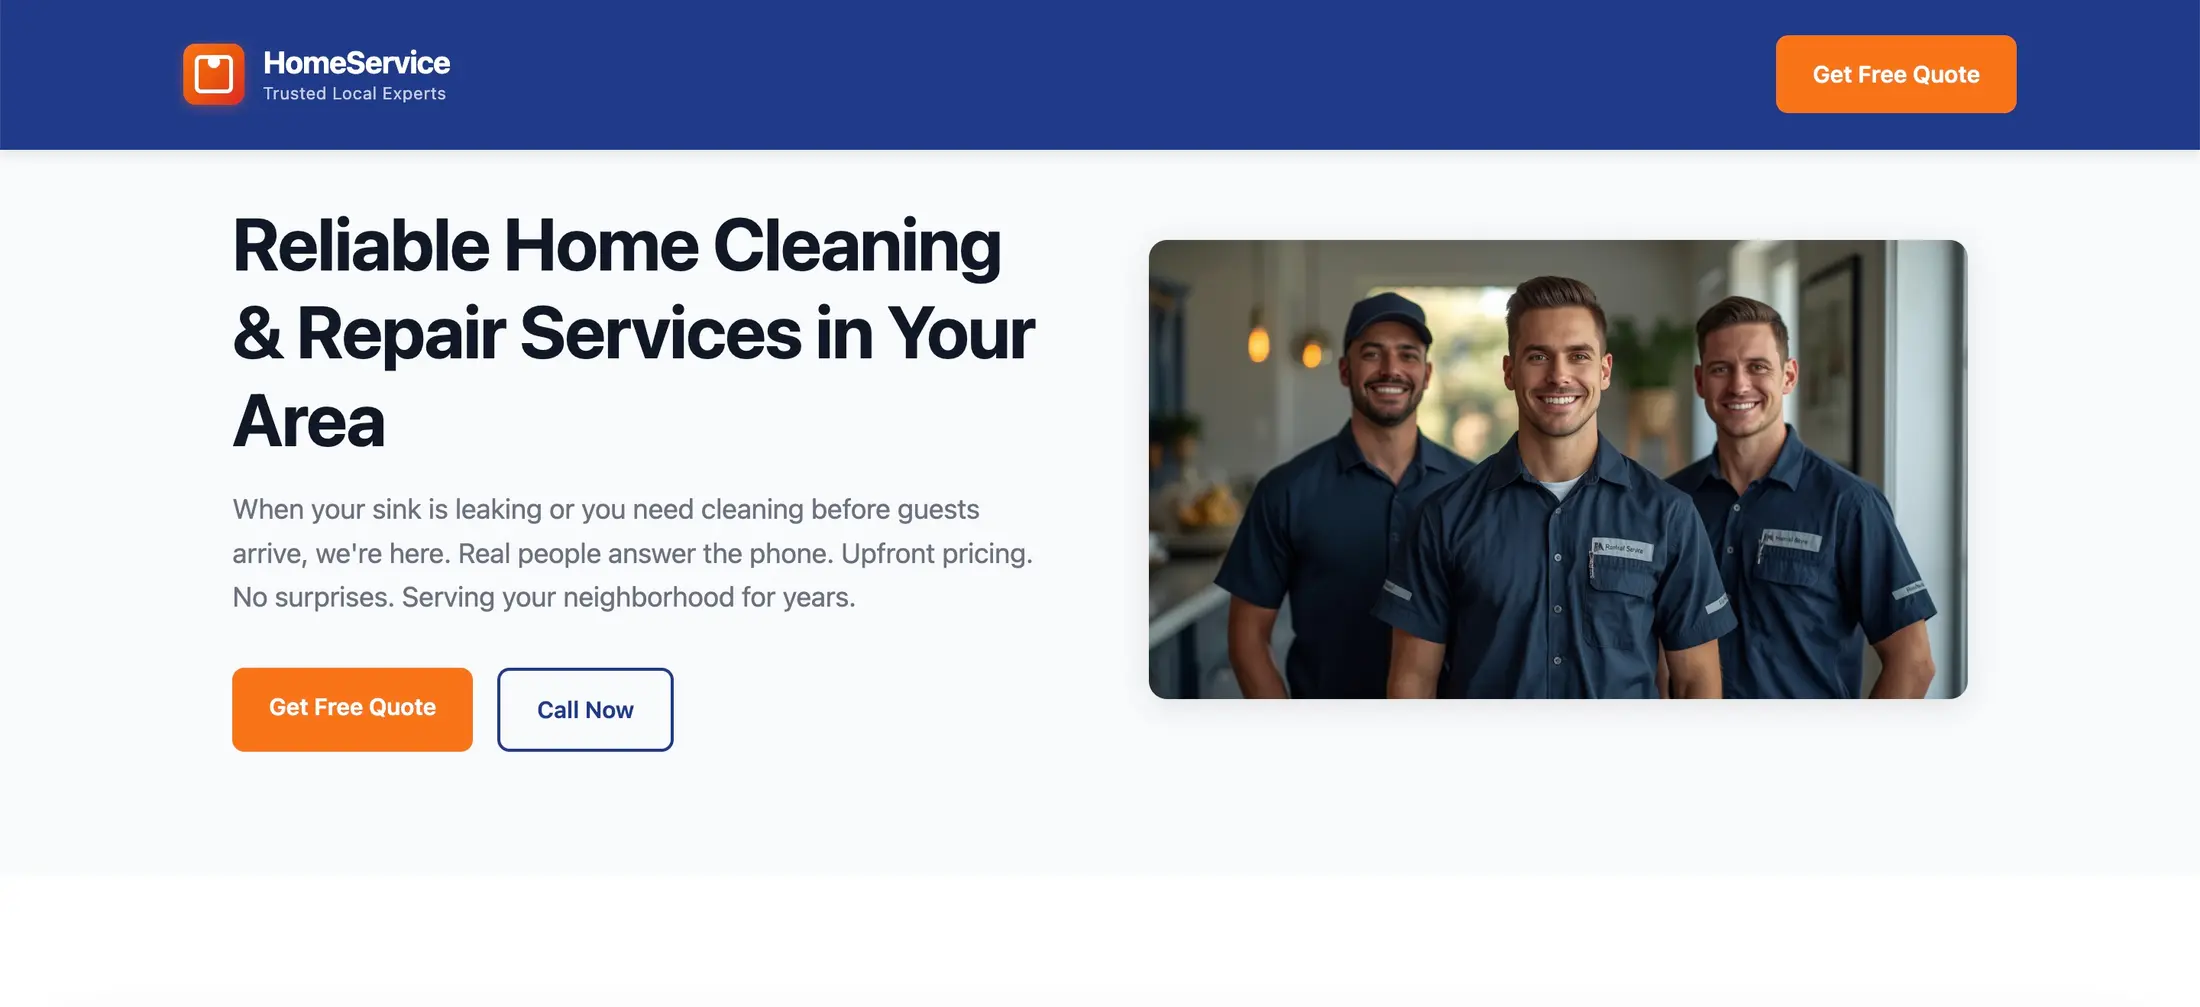 HomeService
Trusted Local Experts
Get Free Quote
Reliable Home Cleaning
& Repair Services in Your
Area
When your sink is leaking or you need cleaning before guests
arrive, we're here. Real people answer the phone. Upfront pricing.
No surprises. Serving your neighborhood for years.
Get Free Quote
Call Now